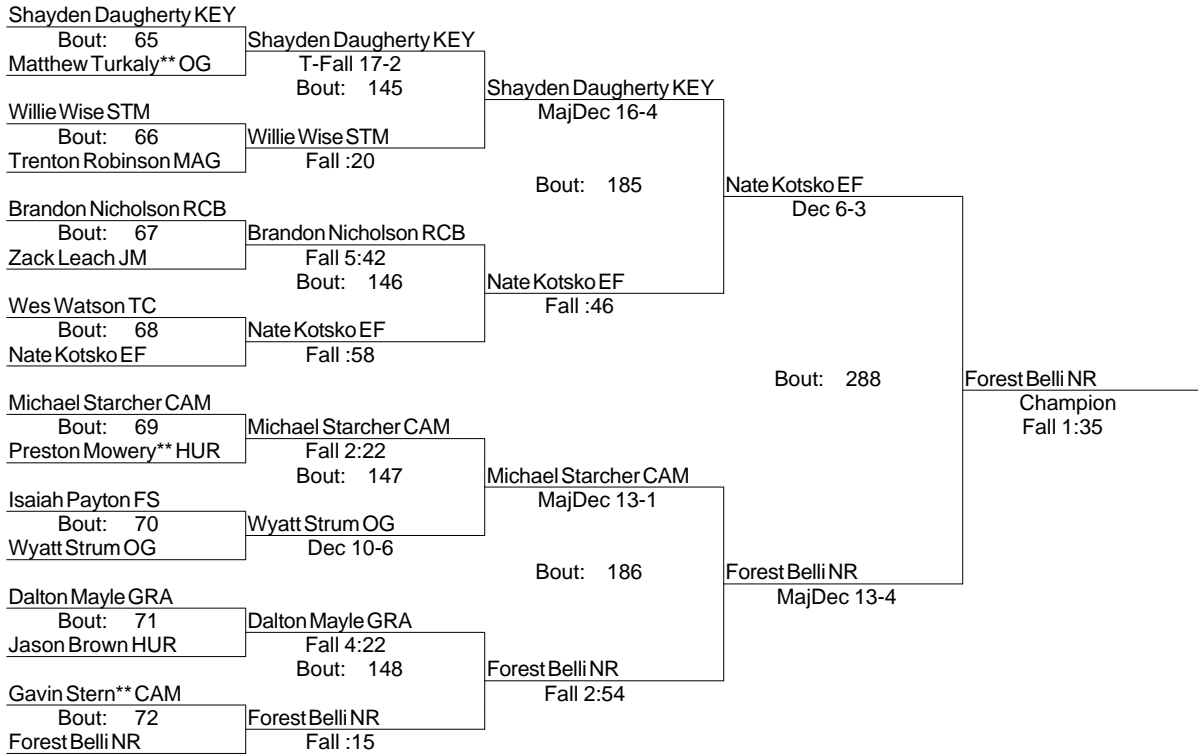 Shayden Daugherty KEY
Bout: 65
Matthew Turkaly** OG
Willie Wise STM
Bout: 66
Trenton Robinson MAG
Brandon Nicholson RCB
Bout: 67
Zack Leach JM
Wes Watson TC
Bout: 68
Nate Kotsko EF
Michael Starcher CAM
Bout: 69
Preston Mowery** HUR
Isaiah Payton FS
Bout: 70
Wyatt Strum OG
Dalton Mayle GRA
Bout: 71
Jason Brown HUR
Gavin Stern** CAM
Bout: 72
Forest Belli NR
Shayden Daugherty KEY
T-Fall 17-2
Bout: 145
Willie Wise STM
Fall :20
Brandon Nicholson RCB
Fall 5:42
Bout: 146
Nate Kotsko EF
Fall :58
Michael Starcher CAM
Fall 2:22
Bout: 147
Wyatt Strum OG
Dec 10-6
Dalton Mayle GRA
Fall 4:22
Bout: 148
Forest Belli NR
Fall :15
Shayden Daugherty KEY
MajDec 16-4
Bout: 185
Nate Kotsko EF
Fall :46
Michael Starcher CAM
MajDec 13-1
Bout: 186
Forest Belli NR
Fall 2:54
Nate Kotsko EF
Dec 6-3
Bout: 288
Forest Belli NR
MajDec 13-4
Forest Belli NR
Champion
Fall 1:35